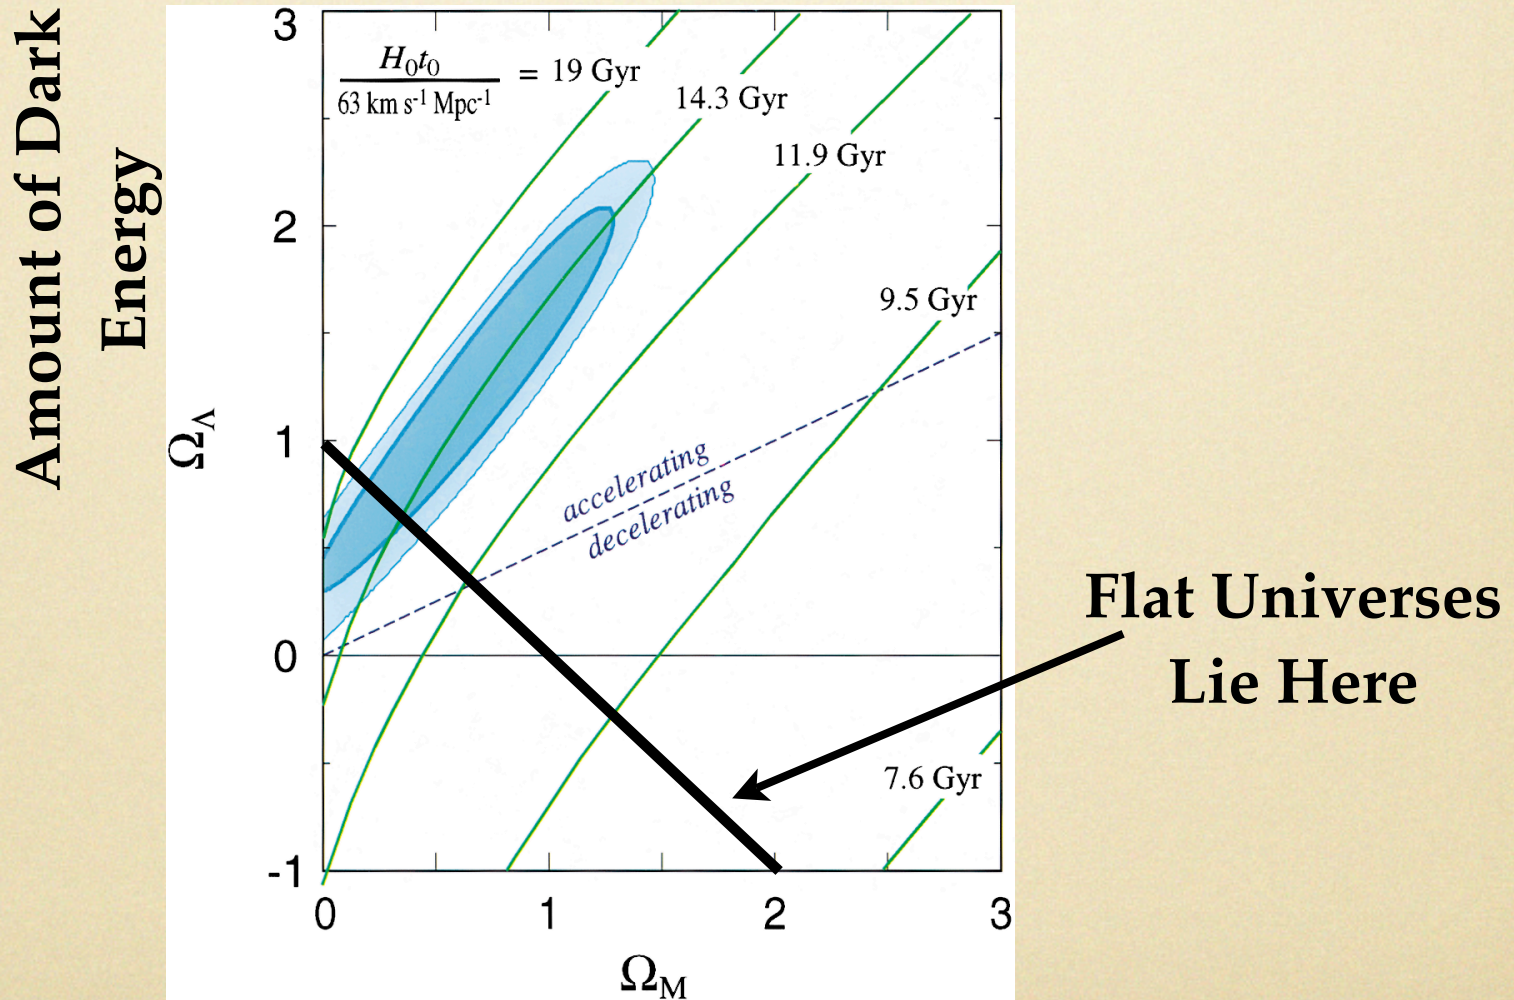 Amount of Dark
Energy
3
2
1
0
-1
Ω_Λ
H₀t₀
63 km s⁻¹ Mpc⁻¹
= 19 Gyr
14.3 Gyr
11.9 Gyr
9.5 Gyr
accelerating
decelerating
7.6 Gyr
Flat Universes
Lie Here
0 1 2 3
Ω_M